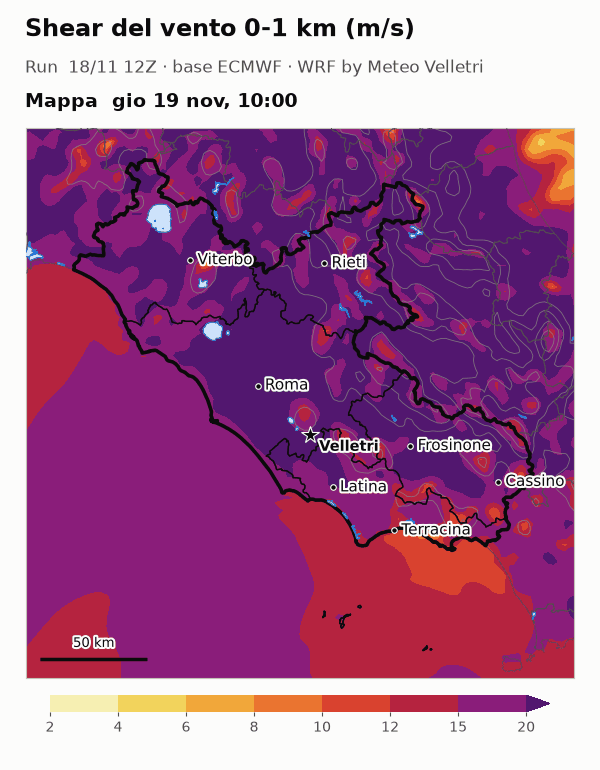 Shear del vento 0-1 km (m/s)
Run  18/11 12Z · base ECMWF · WRF by Meteo Velletri
Mappa  gio 19 nov, 10:00
Viterbo
Rieti
Roma
Velletri
Frosinone
Cassino
Latina
Terracina
50 km
2 4 6 8 10 12 15 20